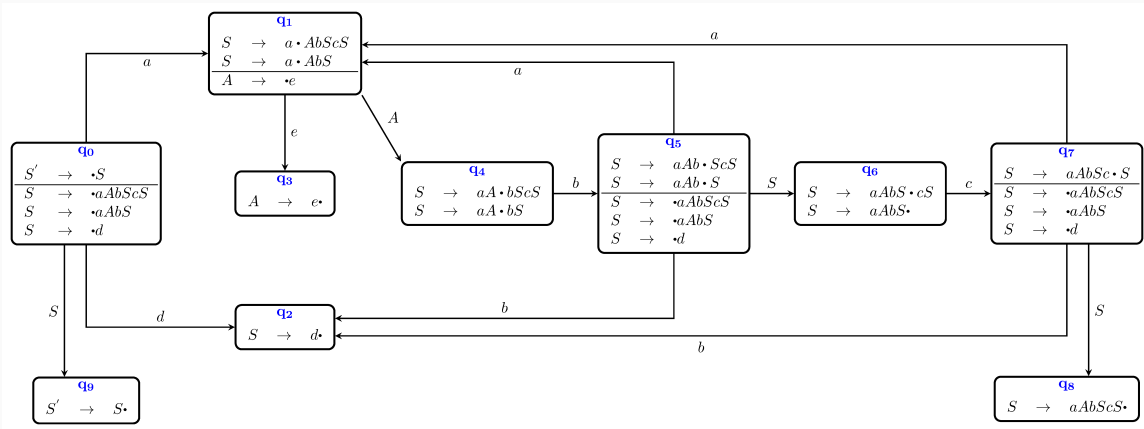 q1
S → a • AbScS
S → a • AbS
A → •e
a
a
a
e
A
q0
S′ → •S
S → •aAbScS
S → •aAbS
S → •d
q3
A → e•
q4
S → aA • bScS
S → aA • bS
b
q5
S → aAb • ScS
S → aAb • S
S → •aAbScS
S → •aAbS
S → •d
S
q6
S → aAbS • cS
S → aAbS•
c
q7
S → aAbSc • S
S → •aAbScS
S → •aAbS
S → •d
S
d
q2
S → d•
b
b
S
q9
S′ → S•
q8
S → aAbScS•